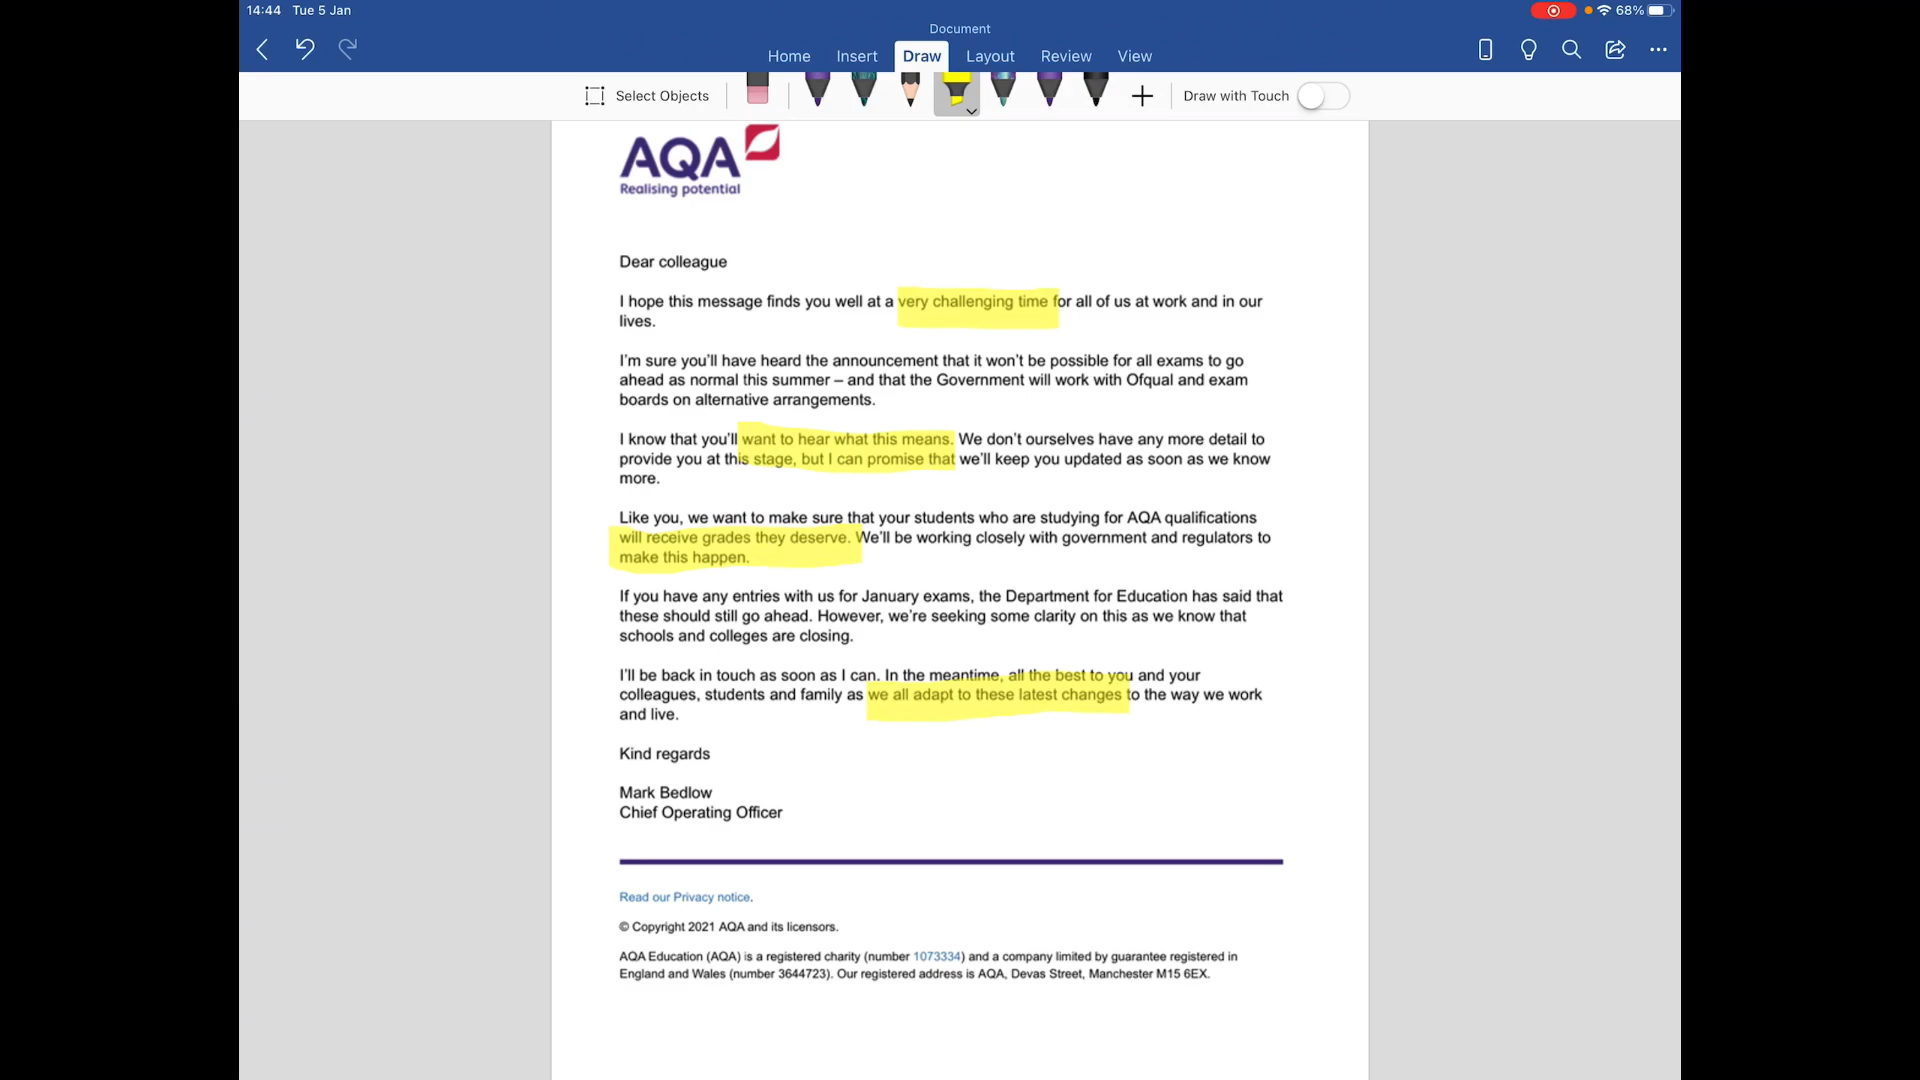 14:44 Tue 5 Jan
68%
Document
Home Insert Draw Layout Review View
Select Objects
Draw with Touch
AQA
Realising potential
Dear colleague
I hope this message finds you well at a very challenging time for all of us at work and in our
lives.
I'm sure you'll have heard the announcement that it won't be possible for all exams to go
ahead as normal this summer – and that the Government will work with Ofqual and exam
boards on alternative arrangements.
I know that you'll want to hear what this means. We don't ourselves have any more detail to
provide you at this stage, but I can promise that we'll keep you updated as soon as we know
more.
Like you, we want to make sure that your students who are studying for AQA qualifications
will receive grades they deserve. We'll be working closely with government and regulators to
make this happen.
If you have any entries with us for January exams, the Department for Education has said that
these should still go ahead. However, we're seeking some clarity on this as we know that
schools and colleges are closing.
I'll be back in touch as soon as I can. In the meantime, all the best to you and your
colleagues, students and family as we all adapt to these latest changes to the way we work
and live.
Kind regards
Mark Bedlow
Chief Operating Officer
Read our Privacy notice.
© Copyright 2021 AQA and its licensors.
AQA Education (AQA) is a registered charity (number 1073334) and a company limited by guarantee registered in
England and Wales (number 3644723). Our registered address is AQA, Devas Street, Manchester M15 6EX.